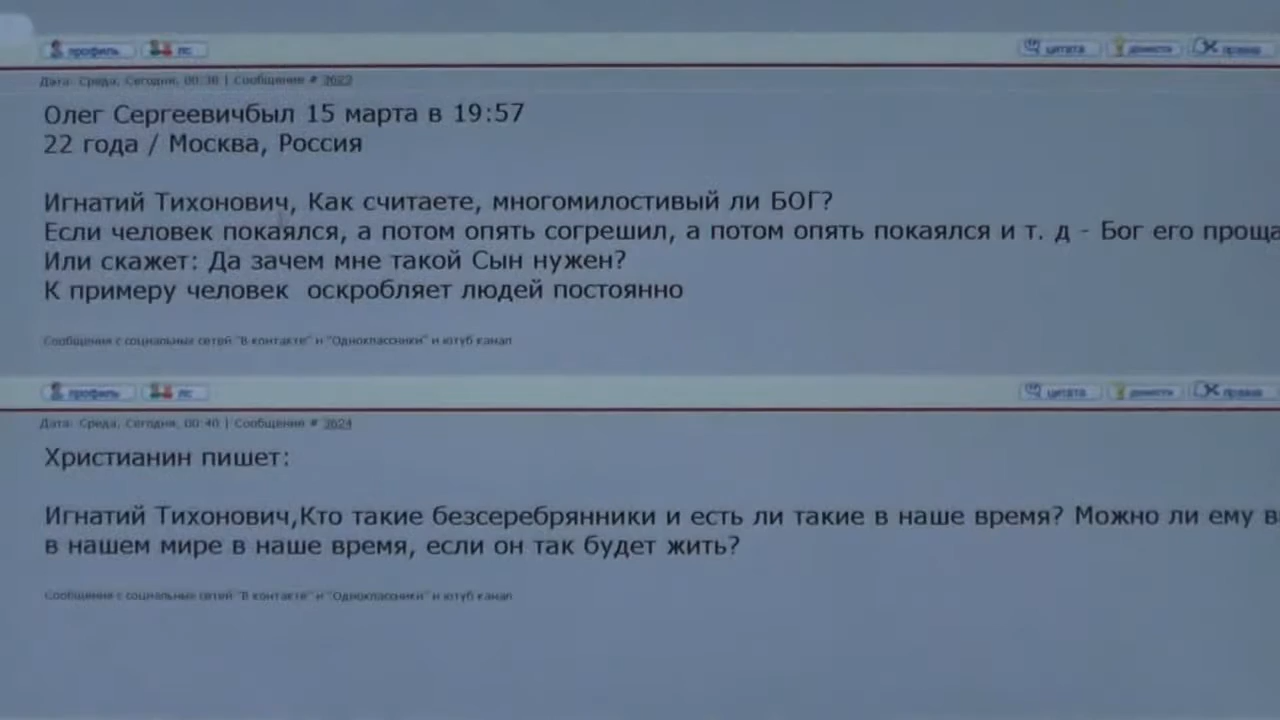 профиль лс цитата правка
Дата: Среда, Сегодня, 00:38 | Сообщение # 3623
Олег Сергеевичбыл 15 марта в 19:57
22 года / Москва, Россия
Игнатий Тихонович, Как считаете, многомилостивый ли БОГ?
Если человек покаялся, а потом опять согрешил, а потом опять покаялся и т. д - Бог его проща
Или скажет: Да зачем мне такой Сын нужен?
К примеру человек оскробляет людей постоянно
Сообщения с социальных сетей "В контакте" и "Одноклассники" и ютуб канал
профиль лс цитата правка
Дата: Среда, Сегодня, 00:40 | Сообщение # 3624
Христианин пишет:
Игнатий Тихонович,Кто такие безсеребрянники и есть ли такие в наше время? Можно ли ему в
в нашем мире в наше время, если он так будет жить?
Сообщения с социальных сетей "В контакте" и "Одноклассники" и ютуб канал